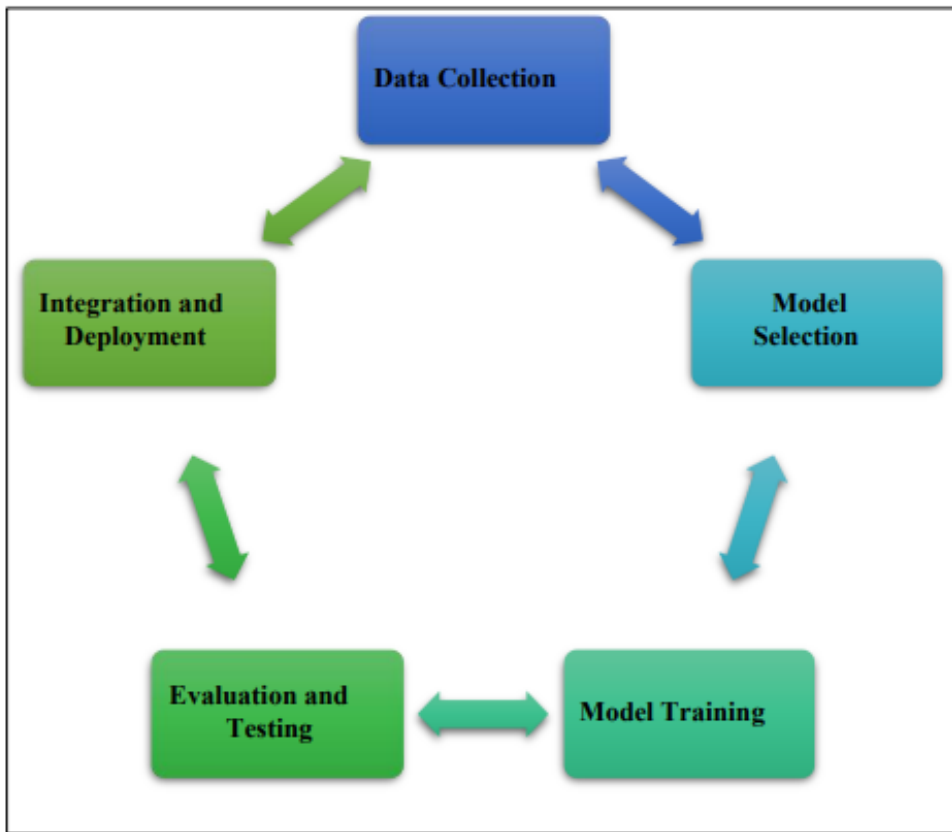 Data Collection
Integration and
Deployment
Model
Selection
Evaluation and
Testing
Model Training